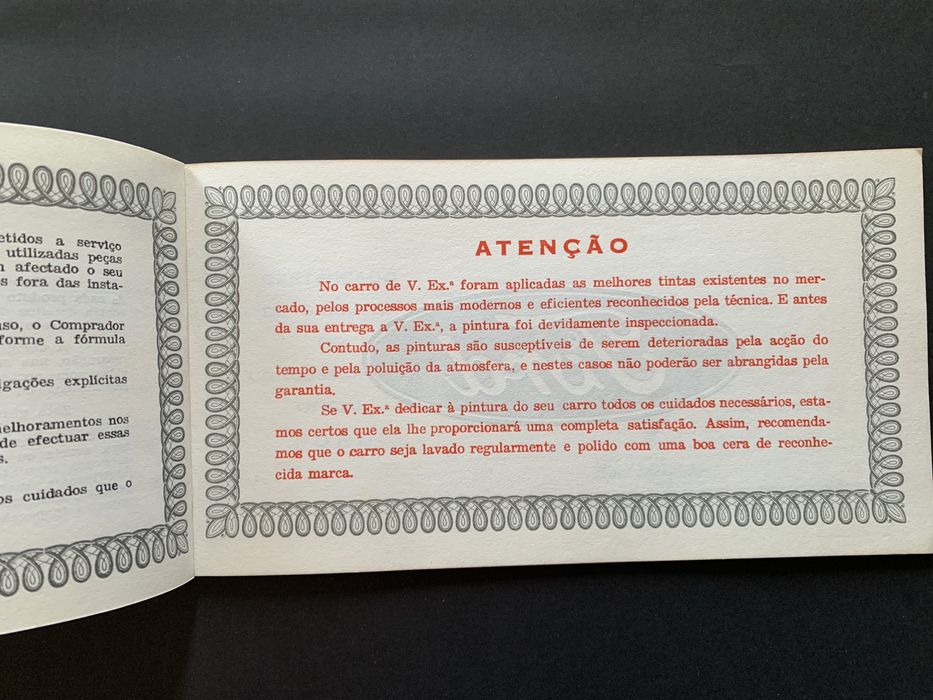 etidos a serviço
utilizadas peças
afectado o seu
s fora das insta-
uso, o Comprador
forme a fórmula
igações explícitas
elhoramentos nos
de efectuar essas
s.
os cuidados que o
ATENÇÃO
No carro de V. Ex.ª foram aplicadas as melhores tintas existentes no mer-
cado, pelos processos mais modernos e eficientes reconhecidos pela técnica. E antes
da sua entrega a V. Ex.ª, a pintura foi devidamente inspeccionada.
Contudo, as pinturas são susceptíveis de serem deterioradas pela acção do
tempo e pela poluição da atmosfera, e nestes casos não poderão ser abrangidas pela
garantia.
Se V. Ex.ª dedicar à pintura do seu carro todos os cuidados necessários, esta-
mos certos que ela lhe proporcionará uma completa satisfação. Assim, recomenda-
mos que o carro seja lavado regularmente e polido com uma boa cera de reconhe-
cida marca.